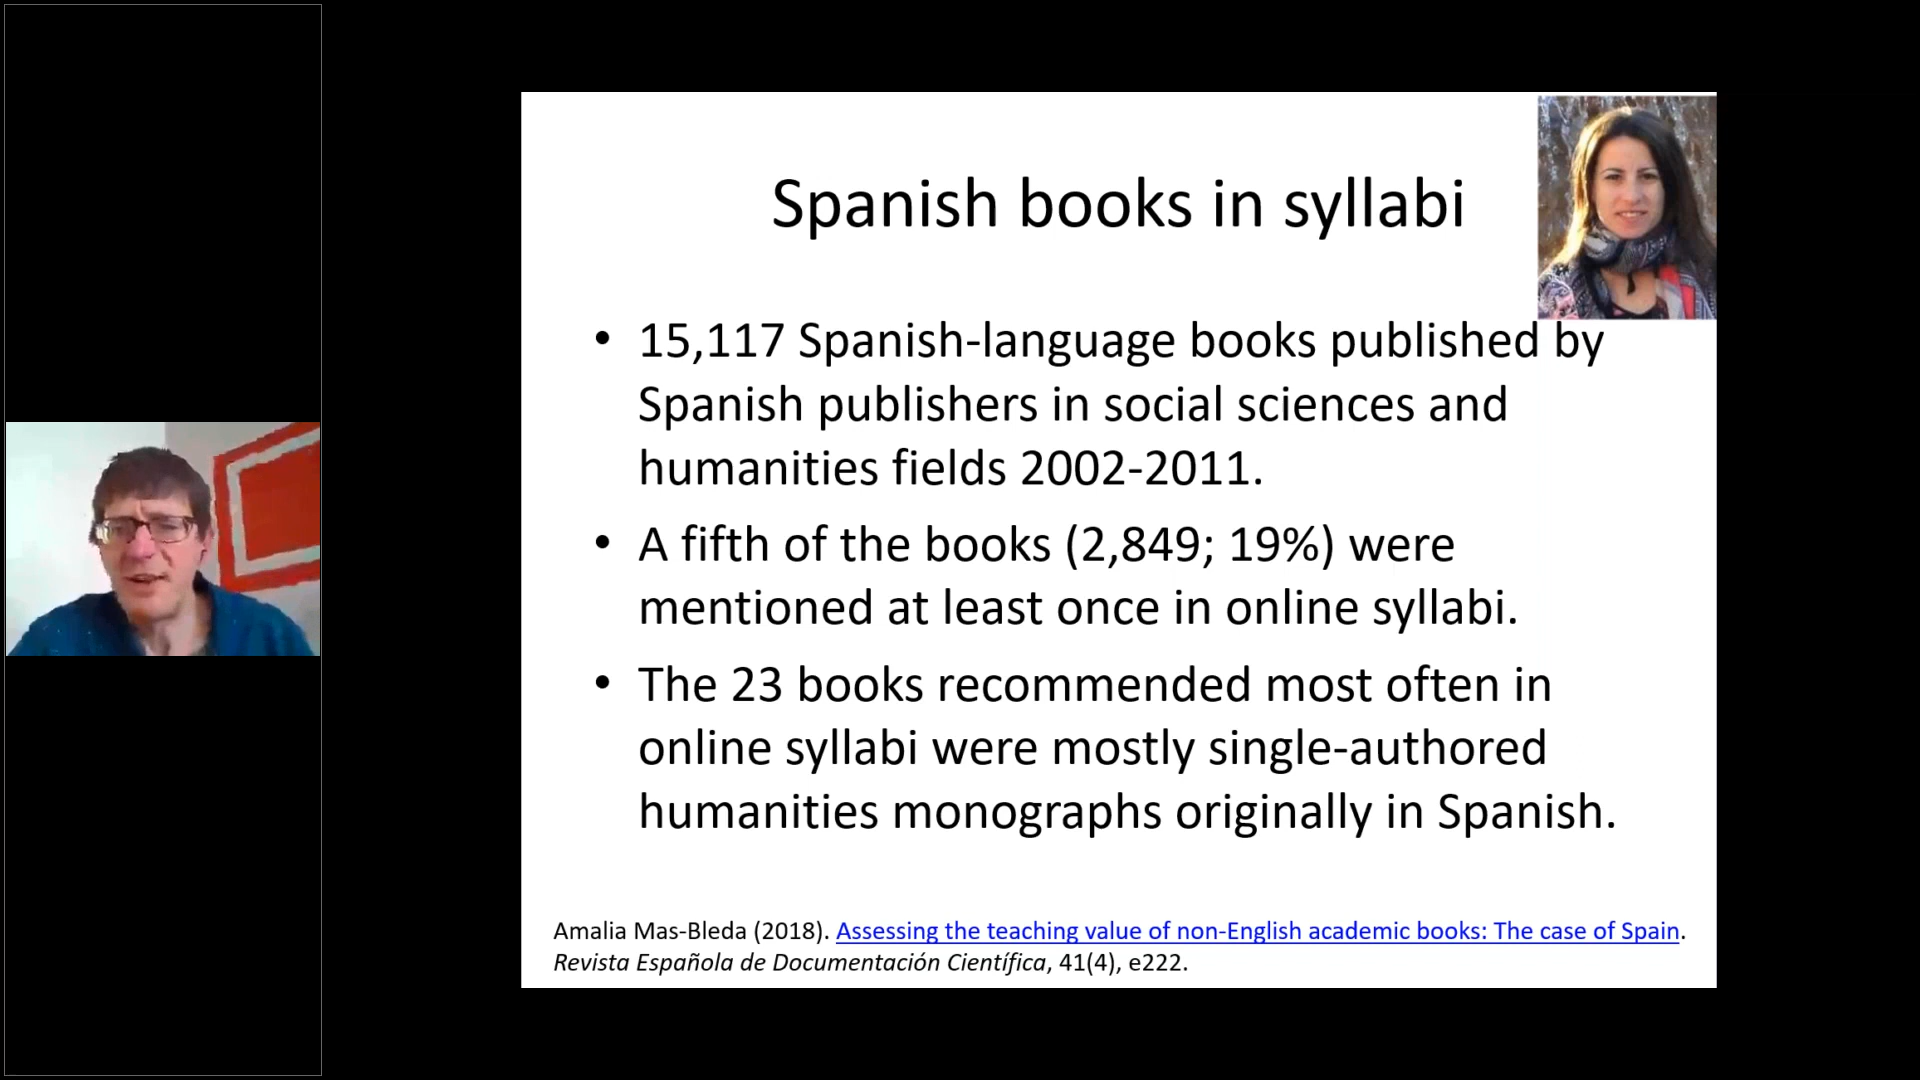 Spanish books in syllabi
• 15,117 Spanish-language books published by
Spanish publishers in social sciences and
humanities fields 2002-2011.
• A fifth of the books (2,849; 19%) were
mentioned at least once in online syllabi.
• The 23 books recommended most often in
online syllabi were mostly single-authored
humanities monographs originally in Spanish.
Amalia Mas-Bleda (2018). Assessing the teaching value of non-English academic books: The case of Spain.
Revista Española de Documentación Científica, 41(4), e222.